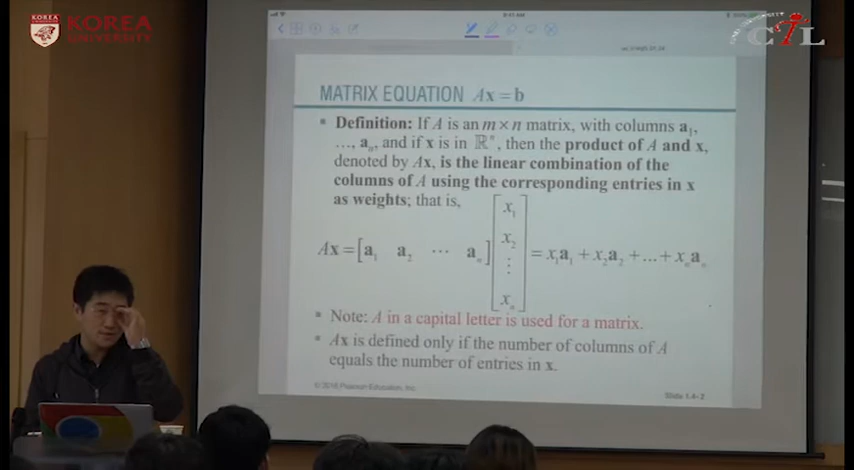 KOREA
UNIVERSITY
CTL
9:41 AM
MATRIX EQUATION Ax = b
▪ Definition: If A is an m × n matrix, with columns a₁,
…, aₙ, and if x is in ℝⁿ, then the product of A and x,
denoted by Ax, is the linear combination of the
columns of A using the corresponding entries in x
as weights; that is,
Ax = [a₁ a₂ ⋯ aₙ] [x₁ x₂ ⋮ xₙ] = x₁a₁ + x₂a₂ + ... + xₙaₙ
▪ Note: A in a capital letter is used for a matrix.
▪ Ax is defined only if the number of columns of A
equals the number of entries in x.
© 2016 Pearson Education, Inc.
Slide 1.4-2